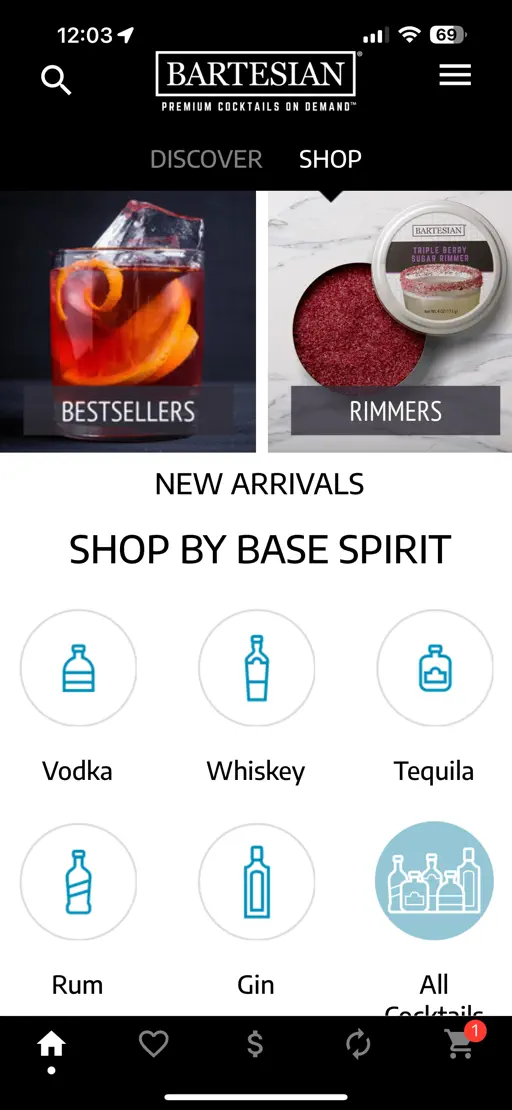 12:03
69
BARTESIAN®
PREMIUM COCKTAILS ON DEMAND™
DISCOVER
SHOP
BARTESIAN
TRIPLE BERRY
SUGAR RIMMER
BESTSELLERS
RIMMERS
NEW ARRIVALS
SHOP BY BASE SPIRIT
Vodka
Whiskey
Tequila
Rum
Gin
All
Cocktails
$
1